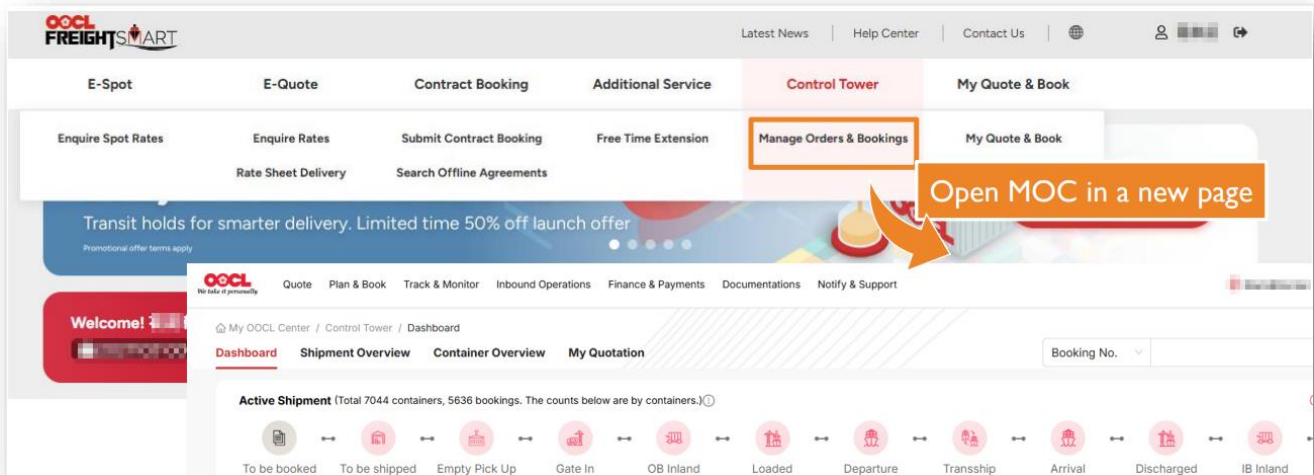 OOCL
FREIGHTSMART
Latest News | Help Center | Contact Us
E-Spot E-Quote Contract Booking Additional Service Control Tower My Quote & Book
Enquire Spot Rates Enquire Rates Submit Contract Booking Free Time Extension Manage Orders & Bookings My Quote & Book
Rate Sheet Delivery Search Offline Agreements
Open MOC in a new page
Transit holds for smarter delivery. Limited time 50% off launch offer
Promotional offer terms apply
OOCL
We take it personally
Quote Plan & Book Track & Monitor Inbound Operations Finance & Payments Documentations Notify & Support
Welcome!
My OOCL Center / Control Tower / Dashboard
Dashboard Shipment Overview Container Overview My Quotation Booking No.
Active Shipment (Total 7044 containers, 5636 bookings. The counts below are by containers.)
To be booked To be shipped Empty Pick Up Gate In OB Inland Loaded Departure Transship Arrival Discharged IB Inland